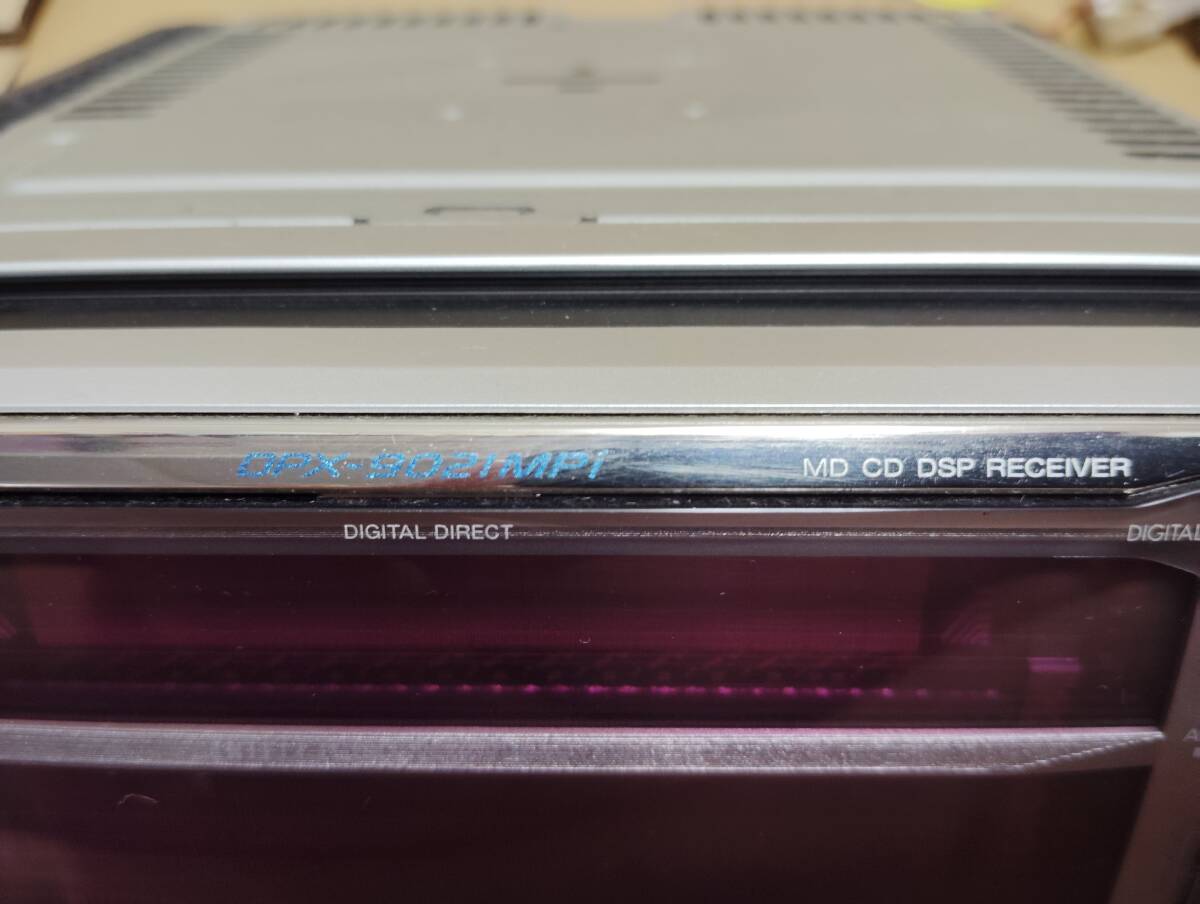 DPX-9021MPi
MD CD DSP RECEIVER
DIGITAL DIRECT
DIGITAL